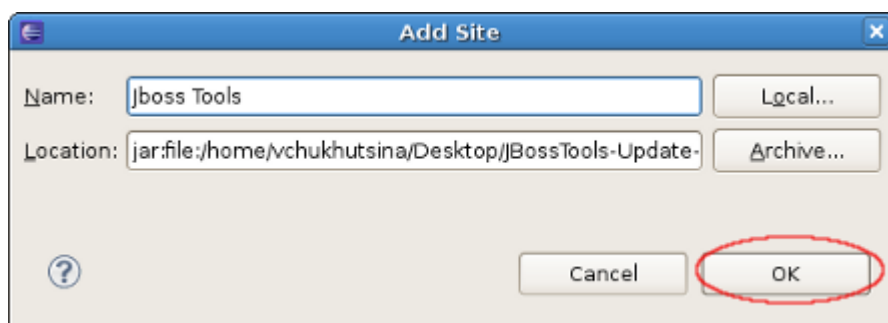 Add Site
Name: Jboss Tools Local...
Location: jar:file:/home/vchukhutsina/Desktop/JBossTools-Update- Archive...
? Cancel OK